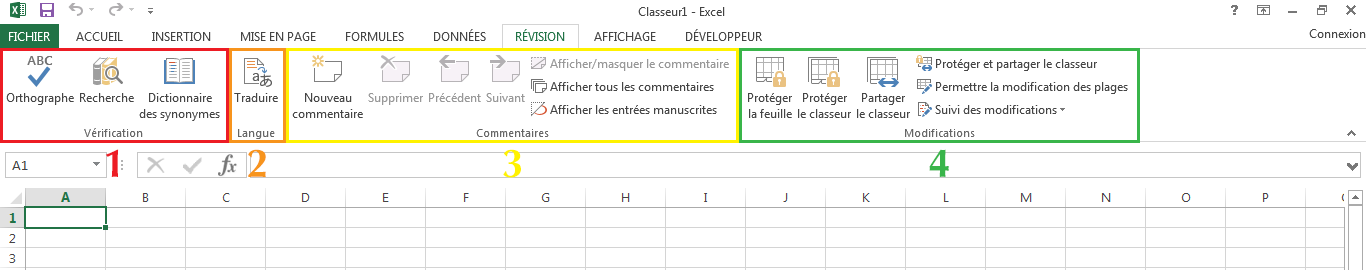 Classeur1 - Excel
FICHIER ACCUEIL INSERTION MISE EN PAGE FORMULES DONNÉES RÉVISION AFFICHAGE DÉVELOPPEUR Connexion
ABC
Orthographe Recherche Dictionnaire des synonymes
Vérification
Traduire
Langue
Nouveau commentaire Supprimer Précédent Suivant
Afficher/masquer le commentaire
Afficher tous les commentaires
Afficher les entrées manuscrites
Commentaires
Protéger la feuille Protéger le classeur Partager le classeur
Protéger et partager le classeur
Permettre la modification des plages
Suivi des modifications
Modifications
1 2 3 4
A1 fx
A B C D E F G H I J K L M N O P
1
2
3